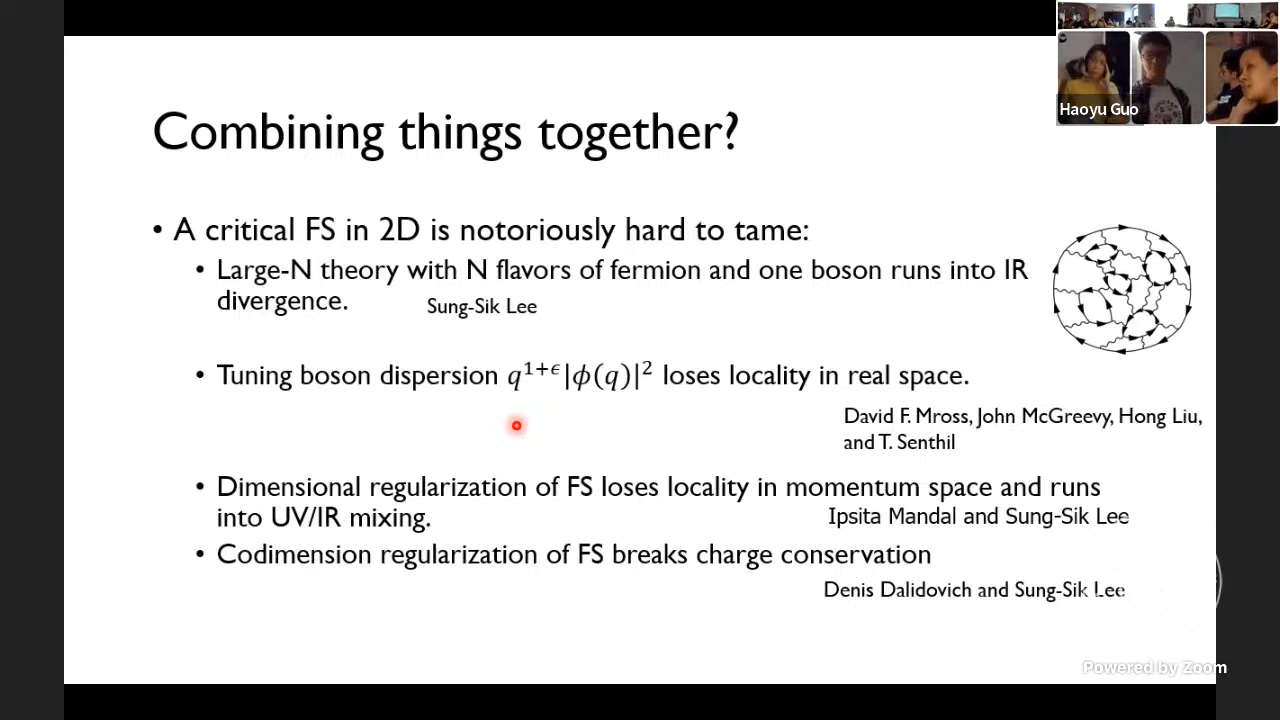 Haoyu Guo
Combining things together?
• A critical FS in 2D is notoriously hard to tame:
• Large-N theory with N flavors of fermion and one boson runs into IR
divergence.
Sung-Sik Lee
• Tuning boson dispersion q^{1+ϵ}|ϕ(q)|^2 loses locality in real space.
David F. Mross, John McGreevy, Hong Liu,
and T. Senthil
• Dimensional regularization of FS loses locality in momentum space and runs
into UV/IR mixing.
Ipsita Mandal and Sung-Sik Lee
• Codimension regularization of FS breaks charge conservation
Denis Dalidovich and Sung-Sik Lee
Powered by Zoom